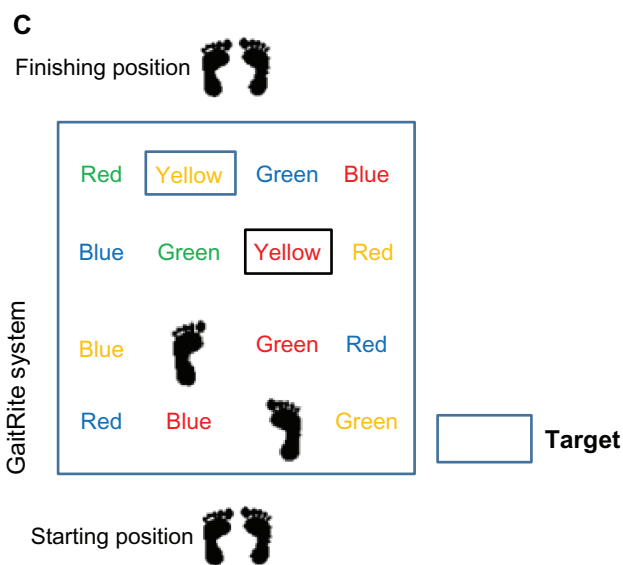 C
Finishing position
Red Yellow Green Blue
Blue Green Yellow Red
Blue Green Red
Red Blue Green
GaitRite system
Target
Starting position